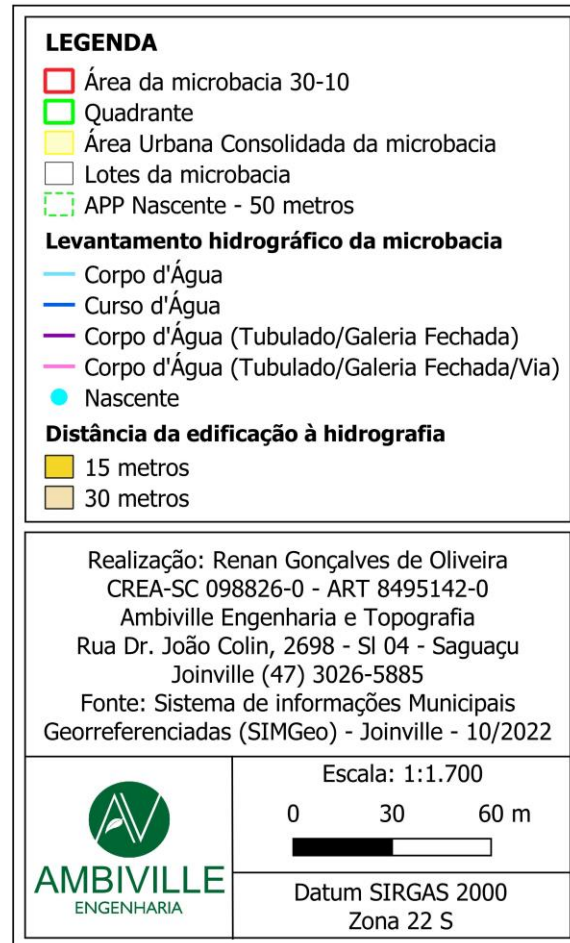 LEGENDA
Área da microbacia 30-10
Quadrante
Área Urbana Consolidada da microbacia
Lotes da microbacia
APP Nascente - 50 metros
Levantamento hidrográfico da microbacia
Corpo d'Água
Curso d'Água
Corpo d'Água (Tubulado/Galeria Fechada)
Corpo d'Água (Tubulado/Galeria Fechada/Via)
Nascente
Distância da edificação à hidrografia
15 metros
30 metros
Realização: Renan Gonçalves de Oliveira
CREA-SC 098826-0 - ART 8495142-0
Ambiville Engenharia e Topografia
Rua Dr. João Colin, 2698 - Sl 04 - Saguaçu
Joinville (47) 3026-5885
Fonte: Sistema de informações Municipais
Georreferenciadas (SIMGeo) - Joinville - 10/2022
AMBIVILLE
ENGENHARIA
Escala: 1:1.700
0 30 60 m
Datum SIRGAS 2000
Zona 22 S